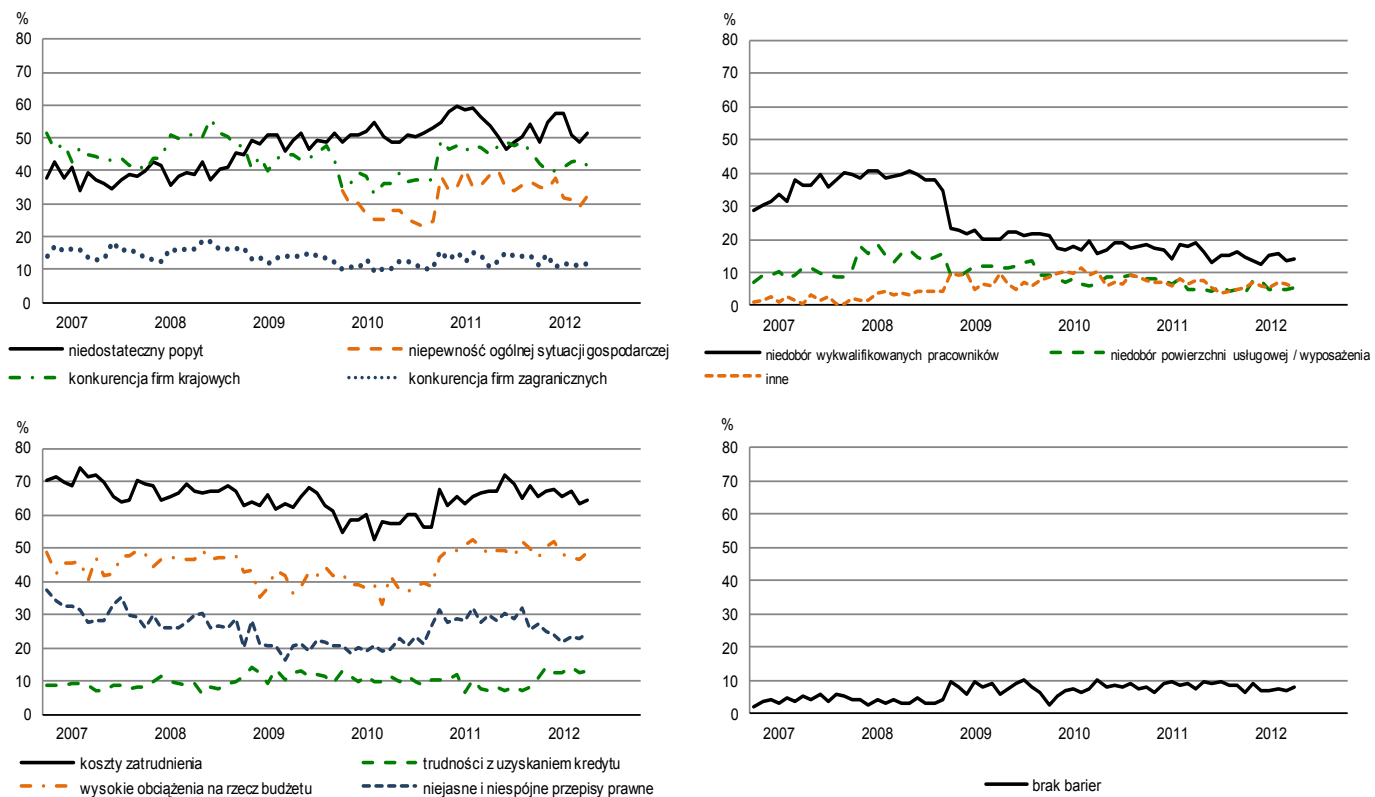 %
80
70
60
50
40
30
20
10
0
2007 2008 2009 2010 2011 2012
niedostateczny popyt
niepewność ogólnej sytuacji gospodarczej
konkurencja firm krajowych
konkurencja firm zagranicznych
%
80
70
60
50
40
30
20
10
0
2007 2008 2009 2010 2011 2012
niedobór wykwalifikowanych pracowników
niedobór powierzchni usługowej / wyposażenia
inne
%
80
70
60
50
40
30
20
10
0
2007 2008 2009 2010 2011 2012
koszty zatrudnienia
trudności z uzyskaniem kredytu
wysokie obciążenia na rzecz budżetu
niejasne i niespójne przepisy prawne
%
80
70
60
50
40
30
20
10
0
2007 2008 2009 2010 2011 2012
brak barier